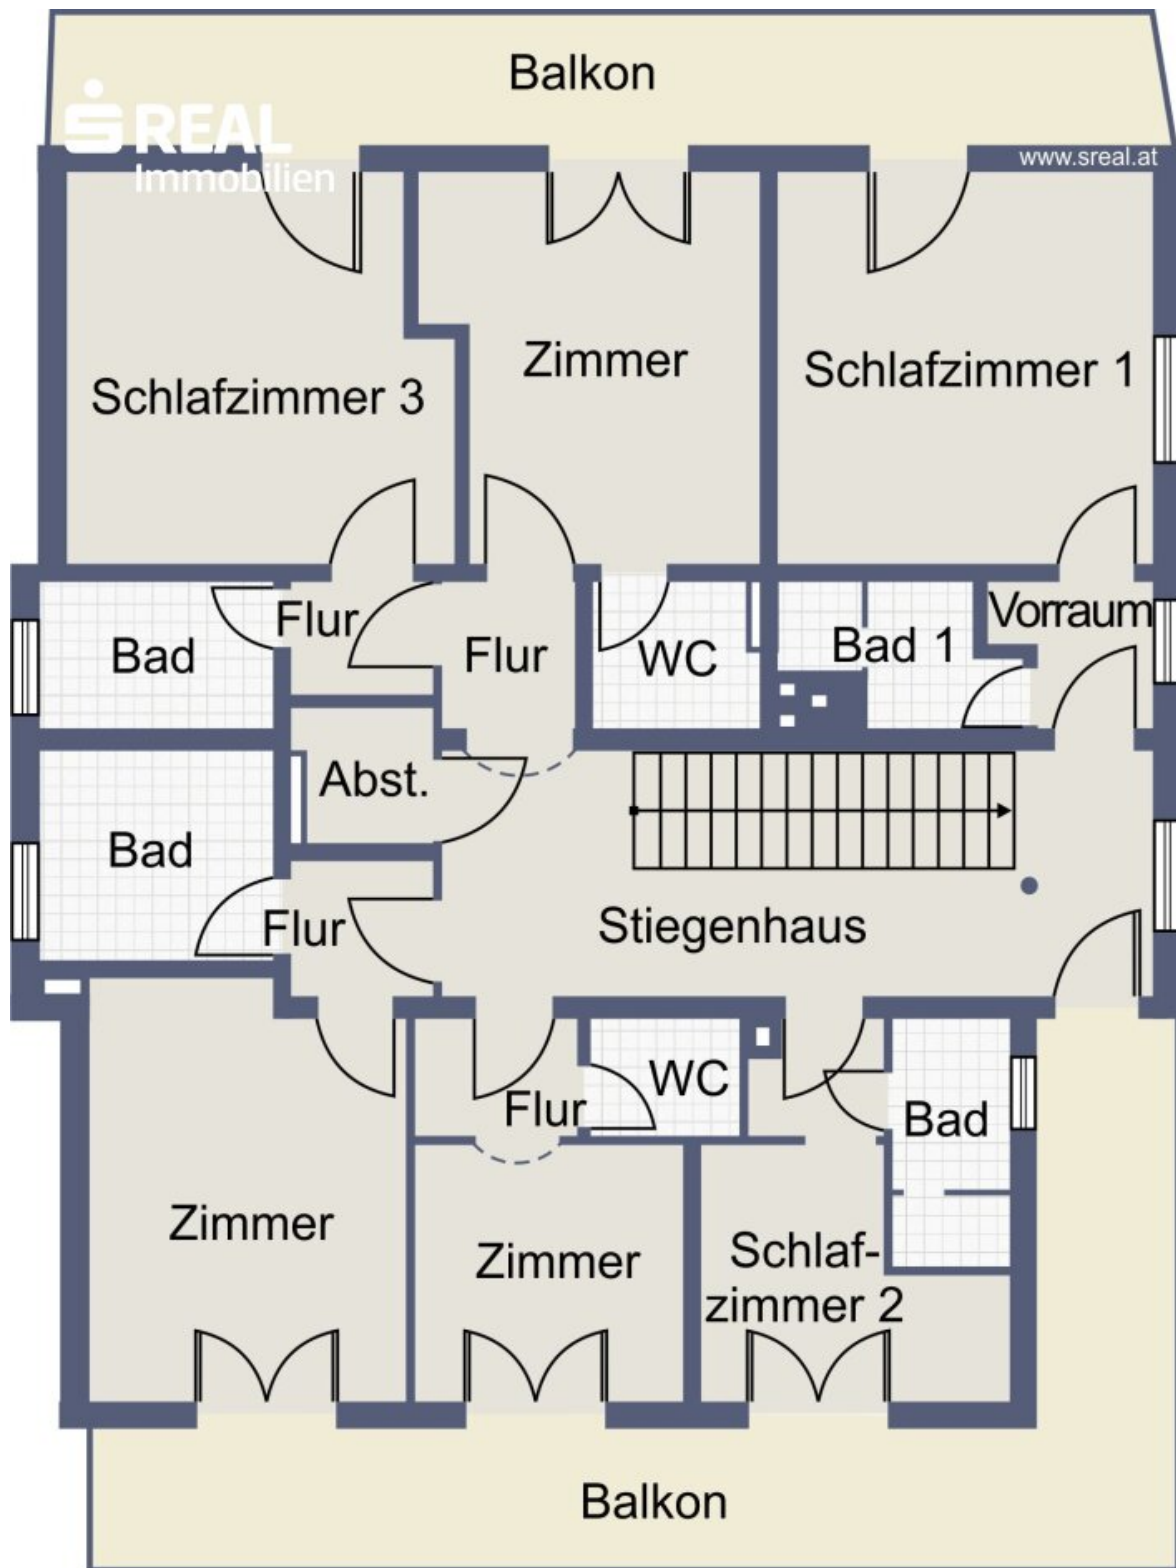 Balkon
S REAL
Immobilien
www.sreal.at
Zimmer
Schlafzimmer 1
Schlafzimmer 3
Flur
Vorraum
Bad
Flur
WC
Bad 1
Abst.
Bad
Flur
Stiegenhaus
WC
Flur
Bad
Zimmer
Zimmer
Schlaf-
zimmer 2
Balkon